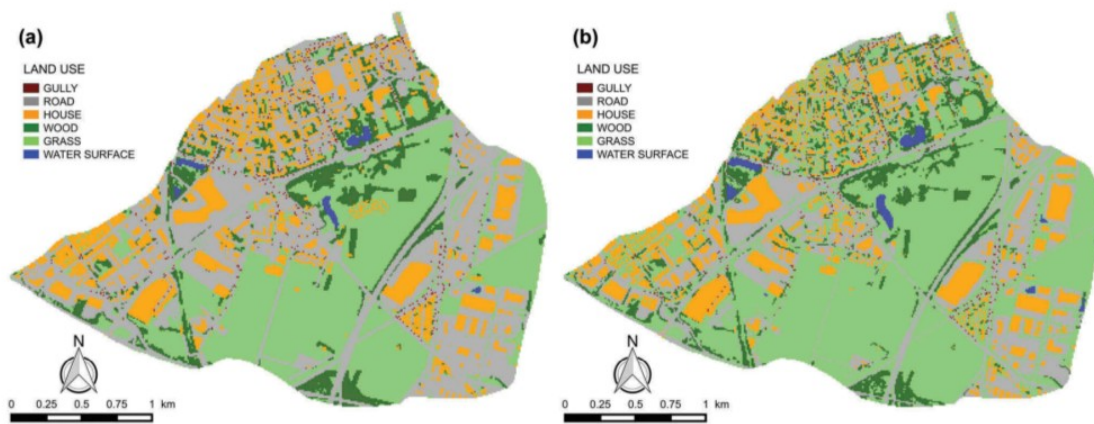 (a)
LAND USE
GULLY
ROAD
HOUSE
WOOD
GRASS
WATER SURFACE
N
0 0.25 0.5 0.75 1 km
(b)
LAND USE
GULLY
ROAD
HOUSE
WOOD
GRASS
WATER SURFACE
N
0 0.25 0.5 0.75 1 km